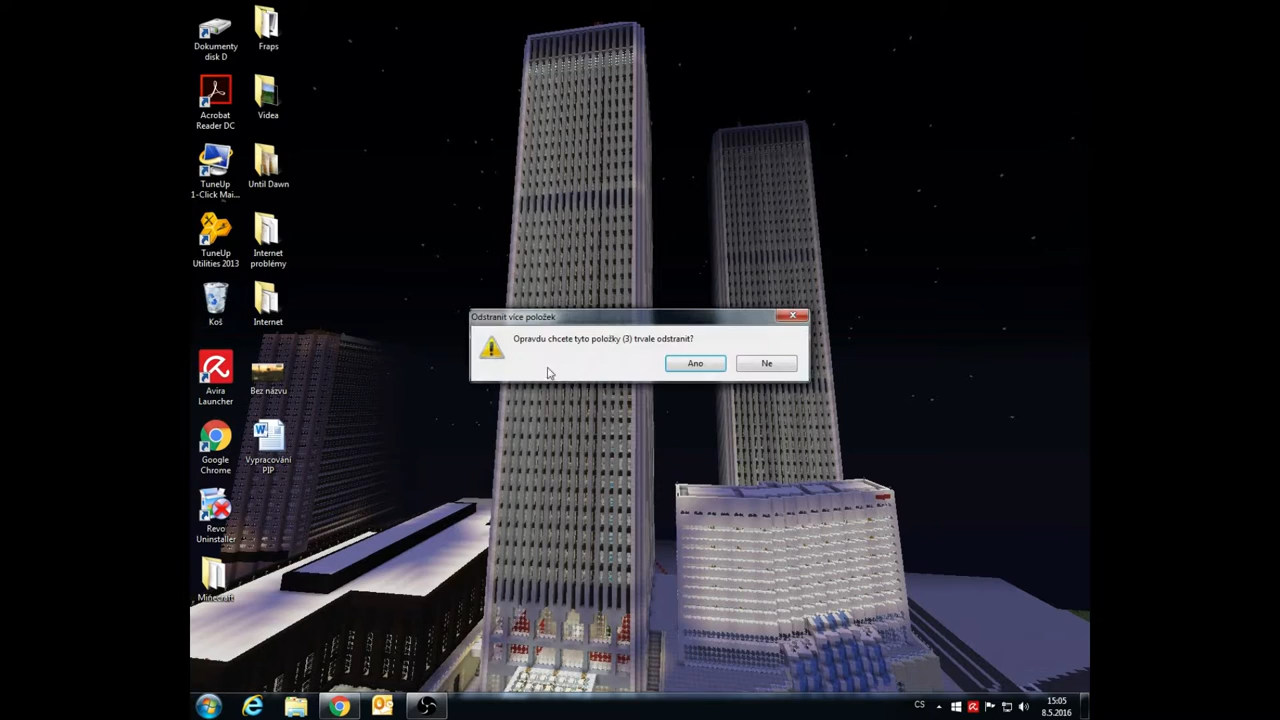 Dokumenty
disk D
Fraps
Acrobat
Reader DC
Videa
TuneUp
1-Click Mai...
Until Dawn
TuneUp
Utilities 2013
Internet
problémy
Koš
Internet
Avira
Launcher
Bez názvu
Google
Chrome
Vypracování
PIP
Revo
Uninstaller
Minecraft
Odstranit více položek
Opravdu chcete tyto položky (3) trvale odstranit?
Ano
Ne
CS
15:05
8.5.2016